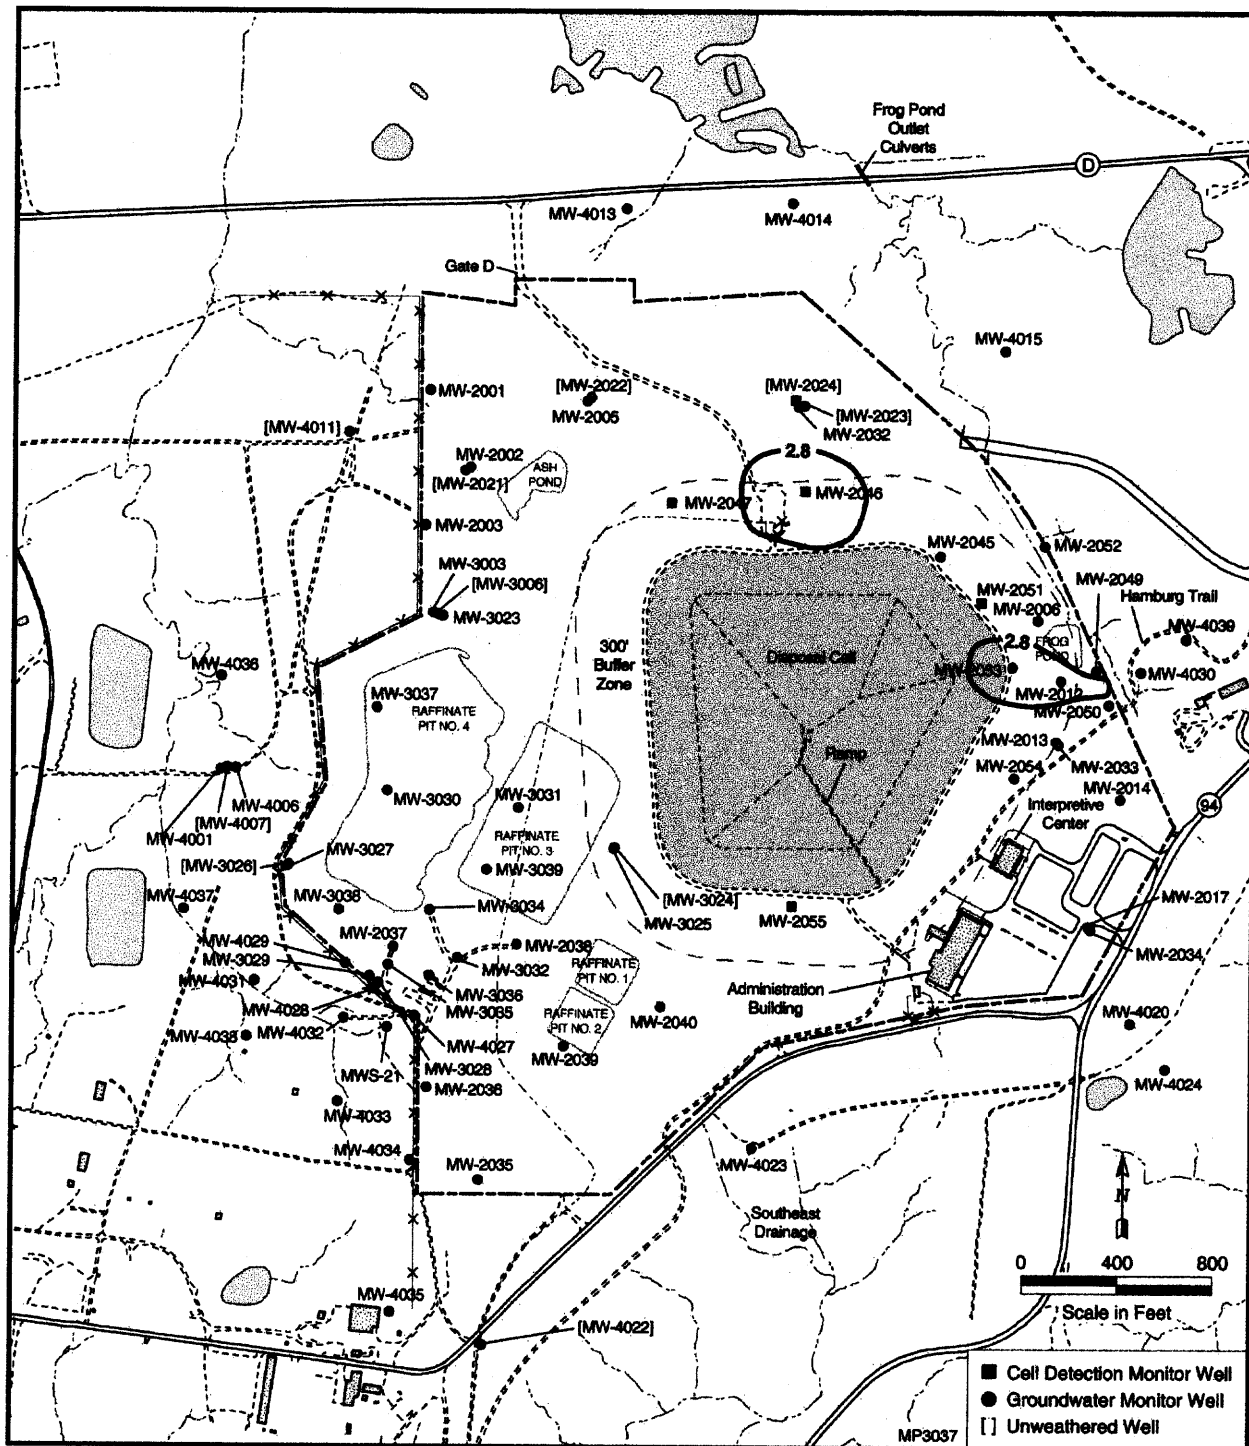 Frog Pond
Outlet
Culverts
D
MW-4013
MW-4014
Gate D
MW-4015
MW-2001
[MW-2022]
MW-2005
[MW-2024]
[MW-2023]
MW-2032
[MW-4011]
MW-2002
[MW-2021]
ASH
POND
2.8
MW-2047
MW-2046
MW-2003
MW-2045
MW-2052
MW-3003
[MW-3006]
MW-3023
MW-2051
MW-2006
MW-2049
Hamburg Trail
MW-4039
300'
Buffer
Zone
Disposal Cell
2.8
FROG
POND
MW-4036
MW-3037
RAFFINATE
PIT NO. 4
MW-2012
MW-4030
MW-2050
MW-2013
MW-2033
Ramp
MW-2054
MW-2014
MW-4006
[MW-4007]
MW-4001
MW-3030
MW-3031
RAFFINATE
PIT NO. 3
Interpretive
Center
94
[MW-3026]
MW-3027
MW-3039
[MW-3024]
MW-3025
MW-2055
MW-2017
MW-2034
MW-4037
MW-3038
MW-3034
MW-2037
MW-2038
MW-4029
MW-3029
MW-4031
MW-3032
RAFFINATE
PIT NO. 1
MW-3036
MW-3035
Administration
Building
MW-4028
MW-4032
MW-4038
RAFFINATE
PIT NO. 2
MW-2040
MW-4020
MW-4027
MW-2039
MW-3028
MWS-21
MW-2036
MW-4024
MW-4033
MW-4034
MW-2035
MW-4023
Southeast
Drainage
N
0 400 800
Scale in Feet
MW-4035
[MW-4022]
Cell Detection Monitor Well
Groundwater Monitor Well
[ ] Unweathered Well
MP3037